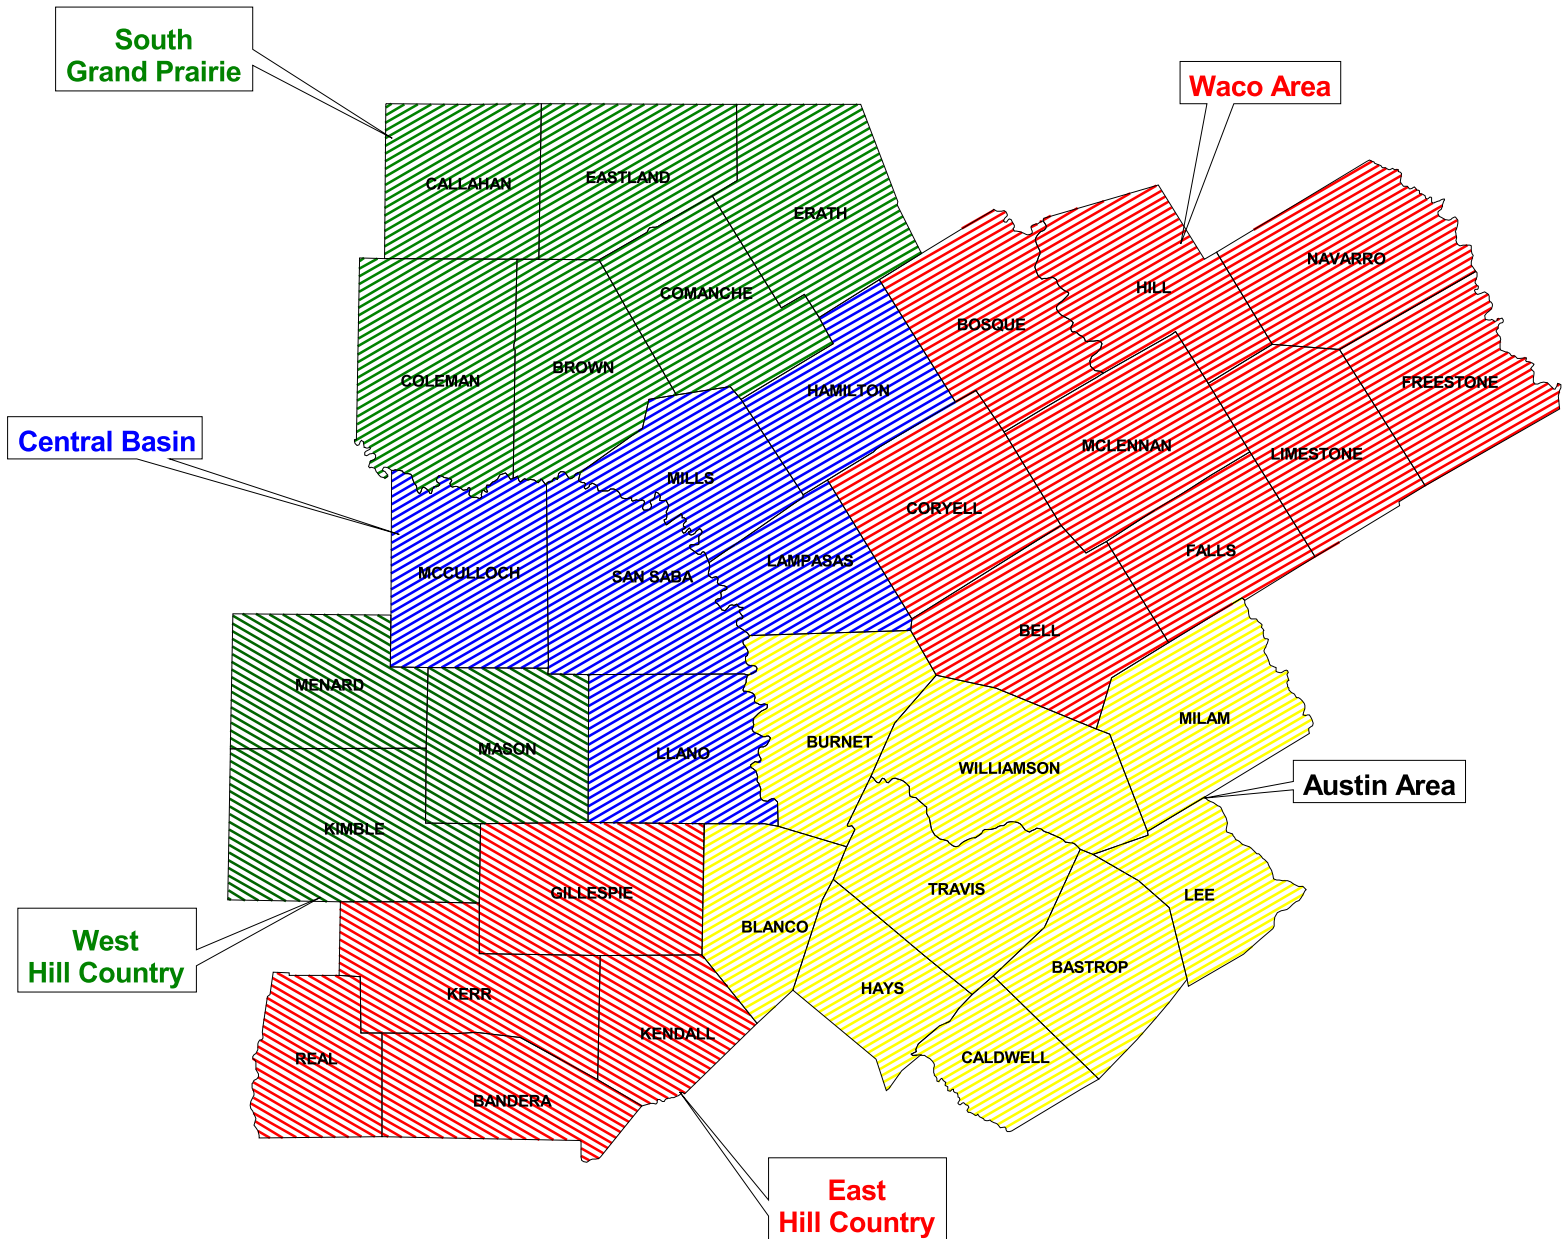 South
Grand Prairie
Waco Area
CALLAHAN
EASTLAND
ERATH
NAVARRO
HILL
COMANCHE
BOSQUE
COLEMAN
BROWN
HAMILTON
FREESTONE
Central Basin
MCLENNAN
LIMESTONE
MILLS
CORYELL
MCCULLOCH
SAN SABA
LAMPASAS
FALLS
BELL
MENARD
MASON
LLANO
BURNET
MILAM
WILLIAMSON
Austin Area
KIMBLE
GILLESPIE
TRAVIS
LEE
West
Hill Country
BLANCO
BASTROP
KERR
HAYS
KENDALL
REAL
CALDWELL
BANDERA
East
Hill Country